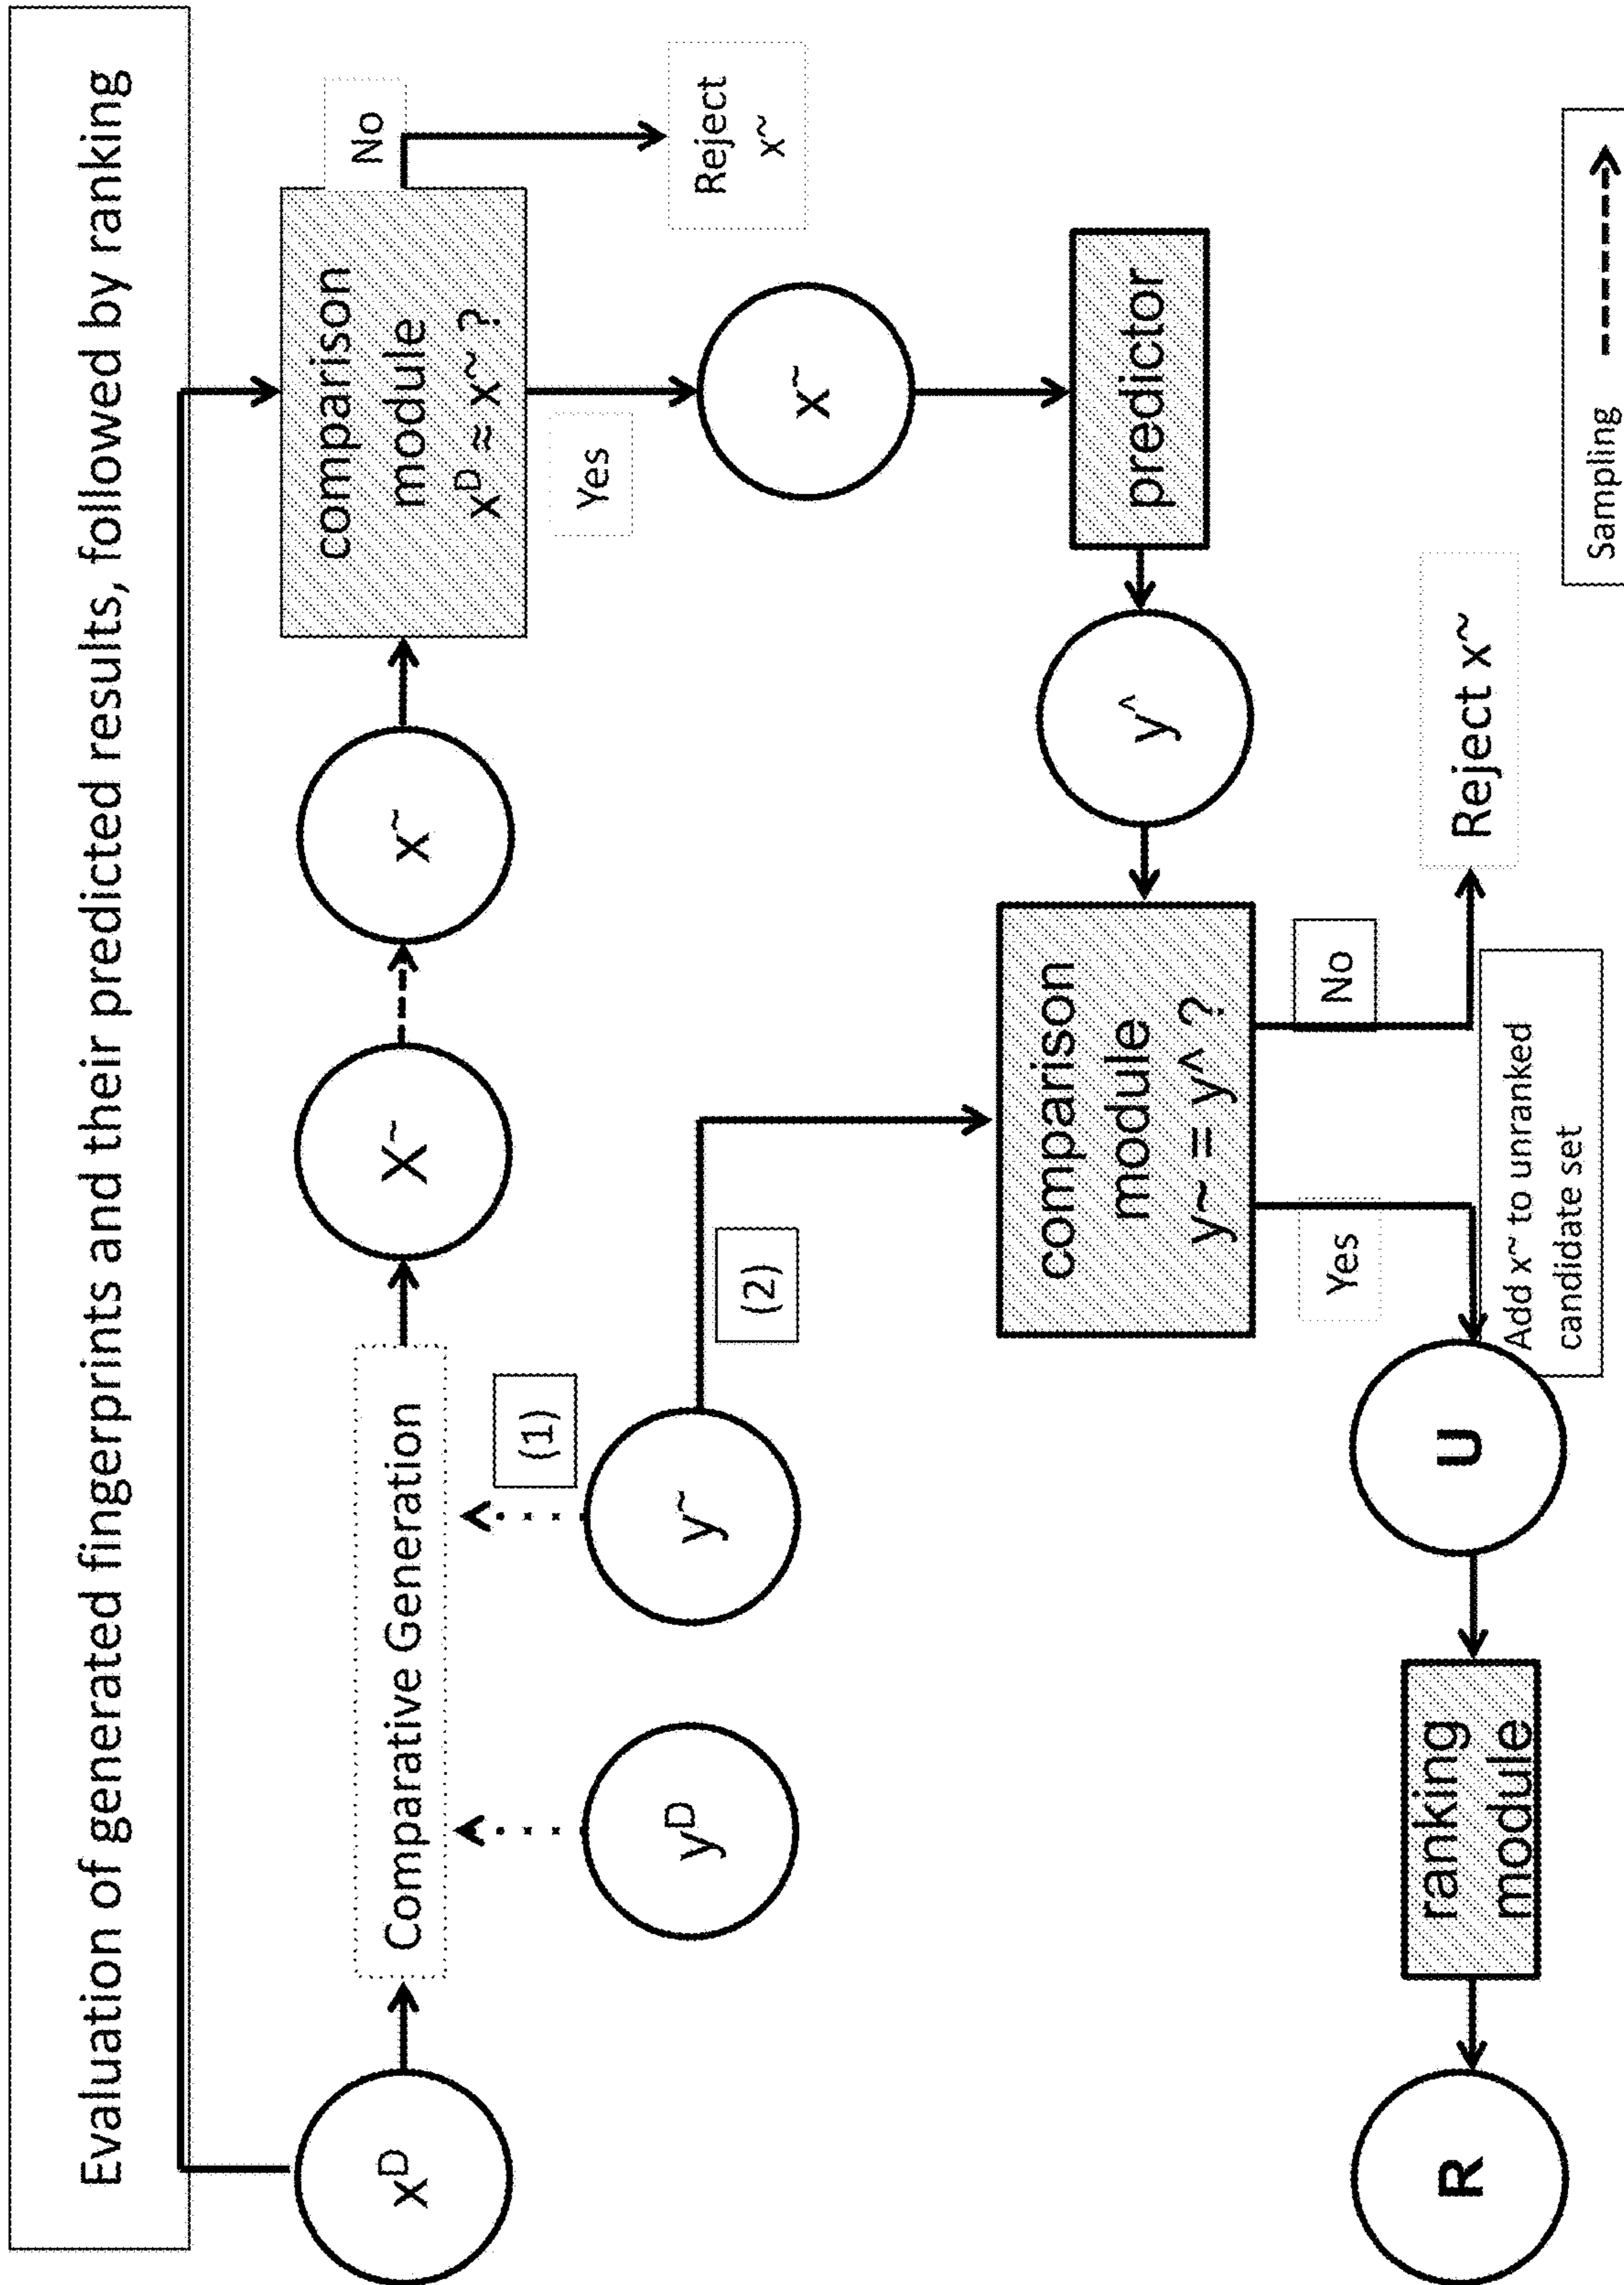 Evaluation of generated fingerprints and their predicted results, followed by ranking
x^D
Comparative Generation
X~
x~
comparison
module
x^D ≈ x~ ?
No
Reject
x~
Yes
x~
y^D
y~
(1)
(2)
predictor
y^
comparison
module
y~ = y^ ?
No
Reject x~
Yes
Add x~ to unranked
candidate set
U
ranking
module
R
Sampling